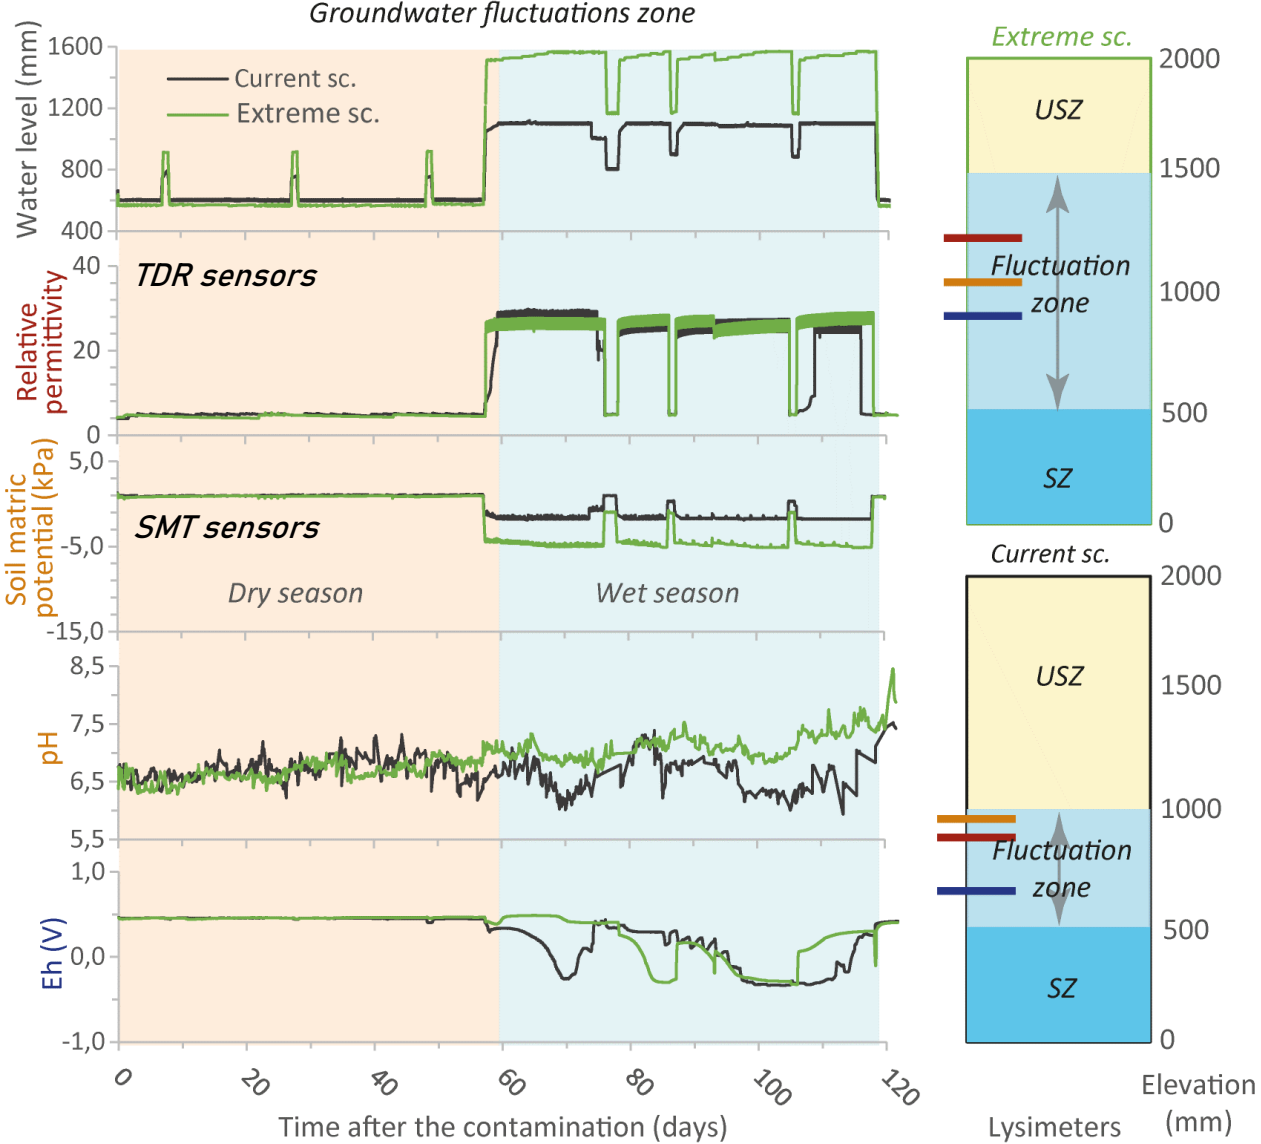 Groundwater fluctuations zone
Water level (mm)
1600
1200
800
400
Current sc.
Extreme sc.
Relative
permittivity
40
20
0
TDR sensors
Soil matric
potential (kPa)
5,0
-5,0
-15,0
SMT sensors
Dry season
Wet season
pH
8,5
7,5
6,5
5,5
Eh (V)
1,0
0,0
-1,0
0
20
40
60
80
100
120
Time after the contamination (days)
Extreme sc.
2000
1500
1000
500
0
USZ
Fluctuation
zone
SZ
Current sc.
2000
1500
1000
500
0
USZ
Fluctuation
zone
SZ
Lysimeters
Elevation
(mm)